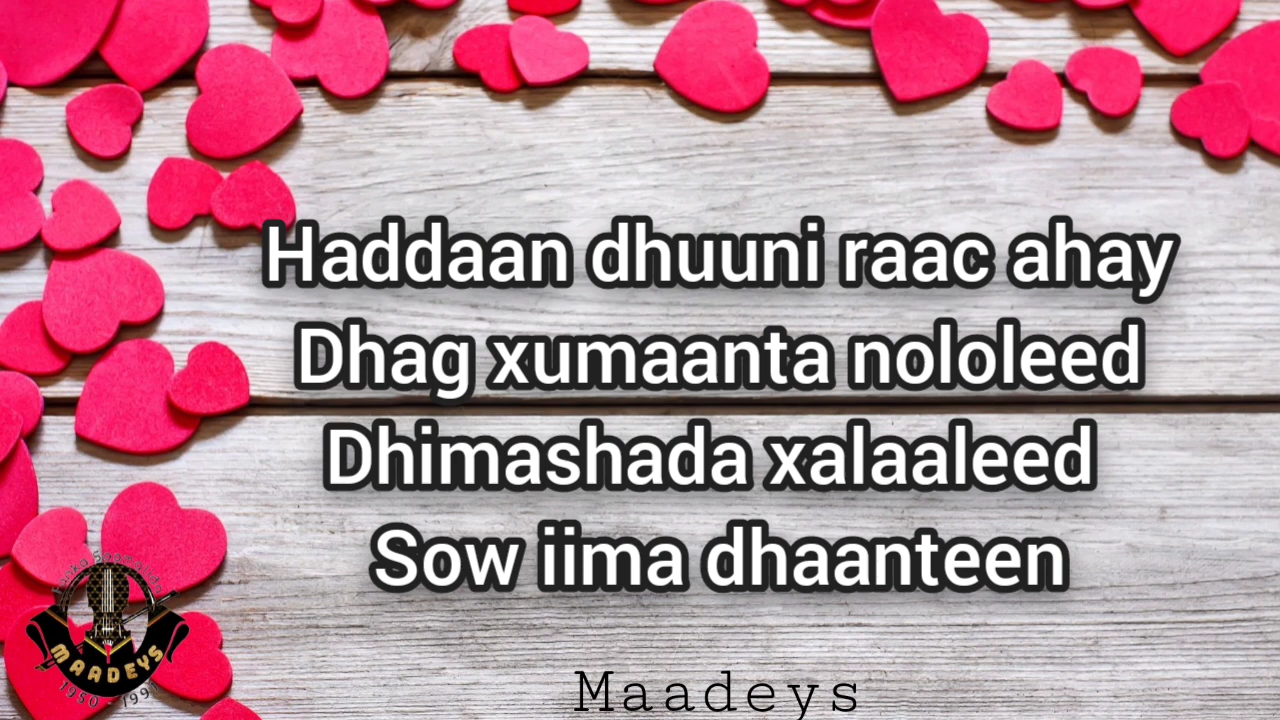 Haddaan dhuuni raac ahay
Dhag xumaanta nololeed
Dhimashada xalaaleed
Sow iima dhaanteen
MAADEYS
Maadeys